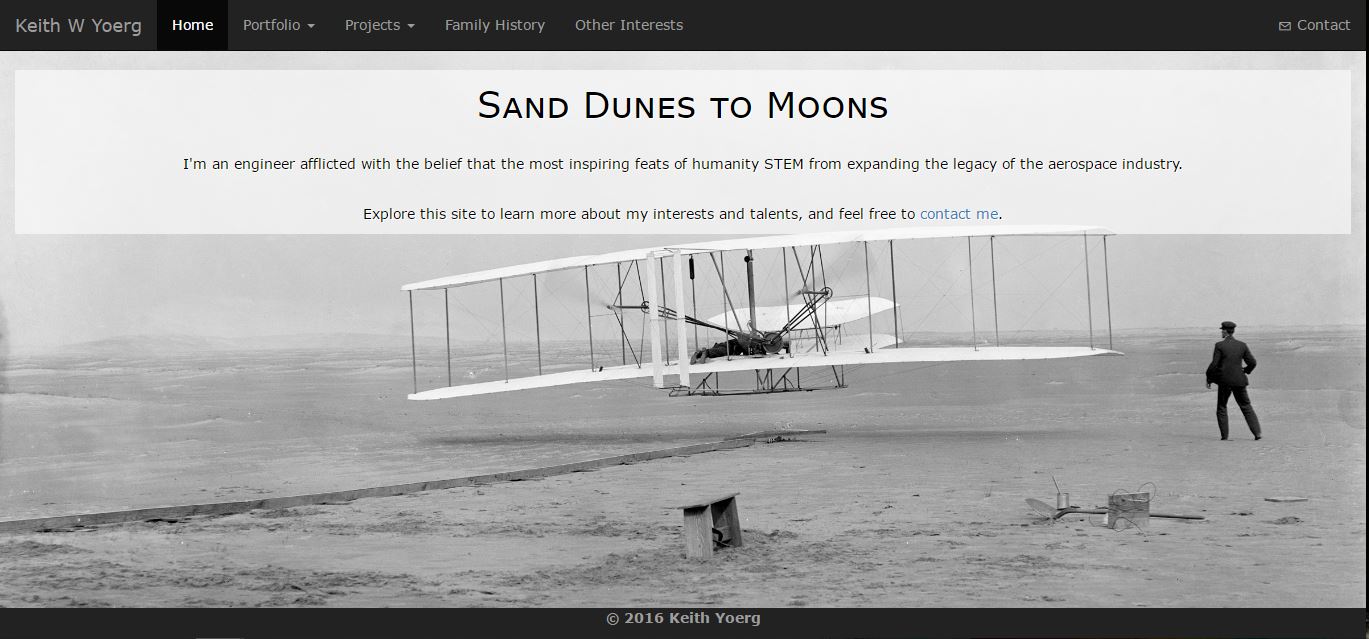 Keith W Yoerg Home Portfolio Projects Family History Other Interests Contact
Sand Dunes to Moons
I'm an engineer afflicted with the belief that the most inspiring feats of humanity STEM from expanding the legacy of the aerospace industry.
Explore this site to learn more about my interests and talents, and feel free to contact me.
© 2016 Keith Yoerg